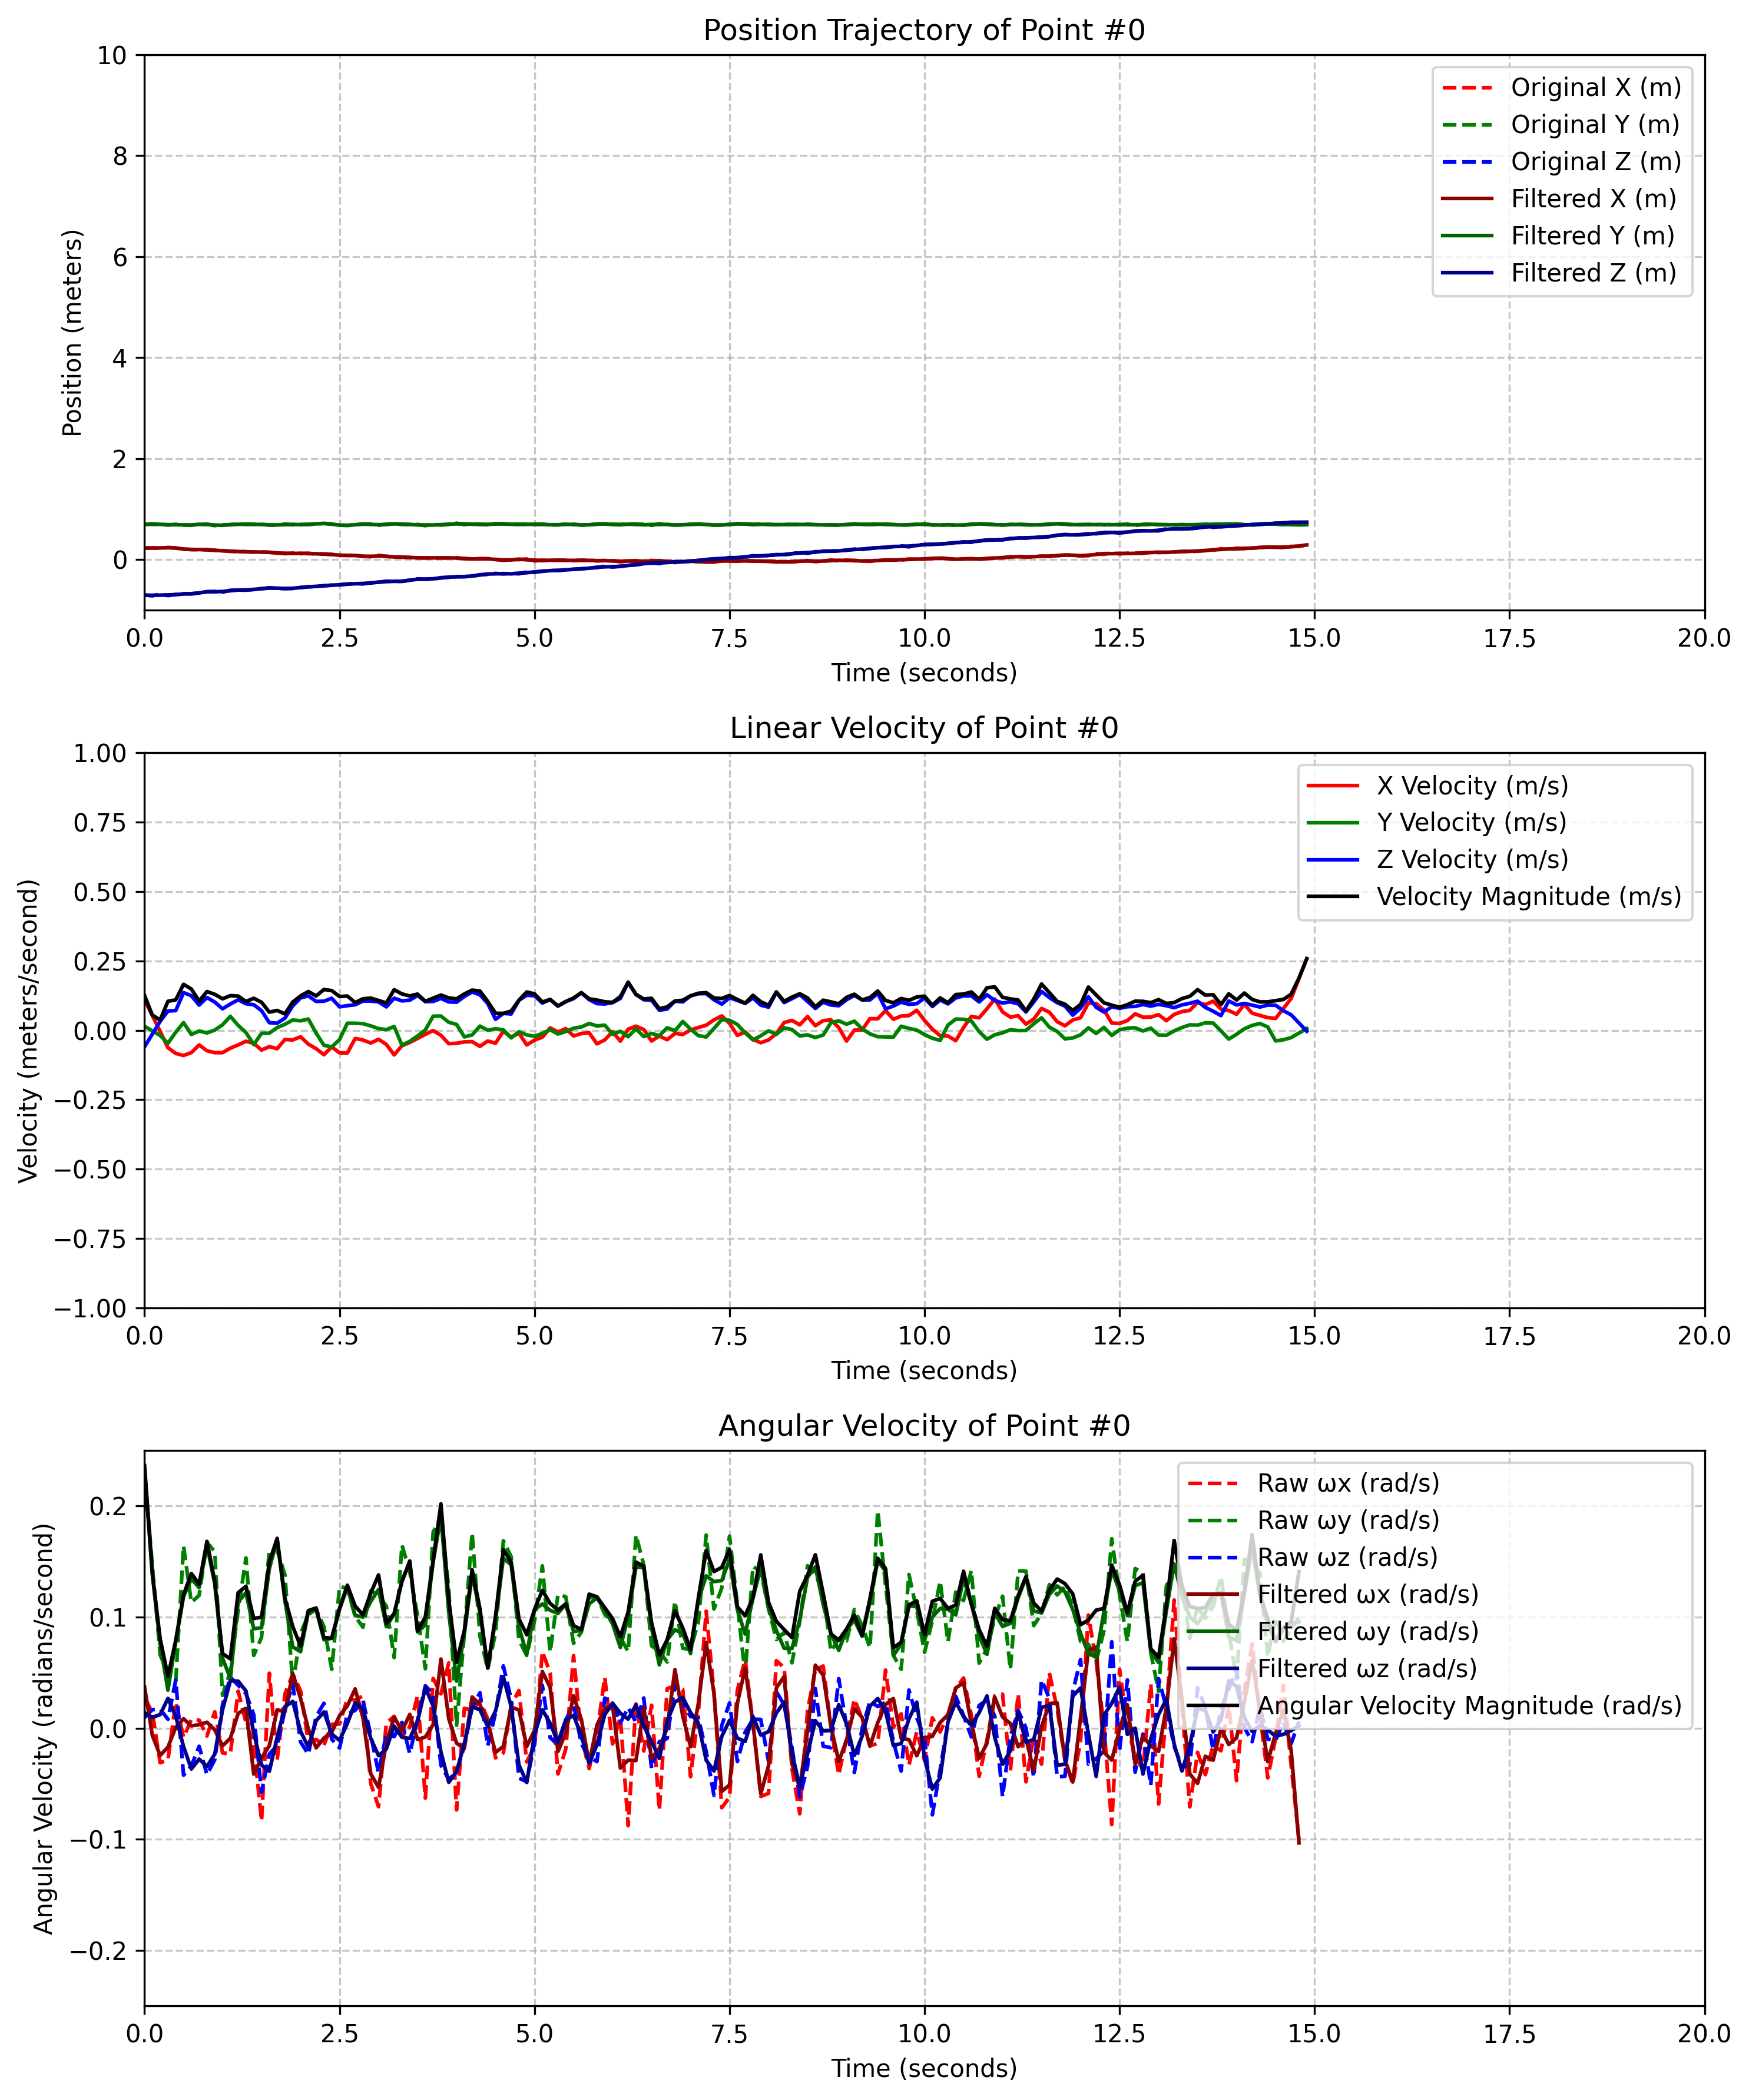 Position Trajectory of Point #0
10
8
6
4
2
0
Position (meters)
Original X (m)
Original Y (m)
Original Z (m)
Filtered X (m)
Filtered Y (m)
Filtered Z (m)
0.0 2.5 5.0 7.5 10.0 12.5 15.0 17.5 20.0
Time (seconds)
Linear Velocity of Point #0
1.00
0.75
0.50
0.25
0.00
−0.25
−0.50
−0.75
−1.00
Velocity (meters/second)
X Velocity (m/s)
Y Velocity (m/s)
Z Velocity (m/s)
Velocity Magnitude (m/s)
0.0 2.5 5.0 7.5 10.0 12.5 15.0 17.5 20.0
Time (seconds)
Angular Velocity of Point #0
0.2
0.1
0.0
−0.1
−0.2
Angular Velocity (radians/second)
Raw ωx (rad/s)
Raw ωy (rad/s)
Raw ωz (rad/s)
Filtered ωx (rad/s)
Filtered ωy (rad/s)
Filtered ωz (rad/s)
Angular Velocity Magnitude (rad/s)
0.0 2.5 5.0 7.5 10.0 12.5 15.0 17.5 20.0
Time (seconds)